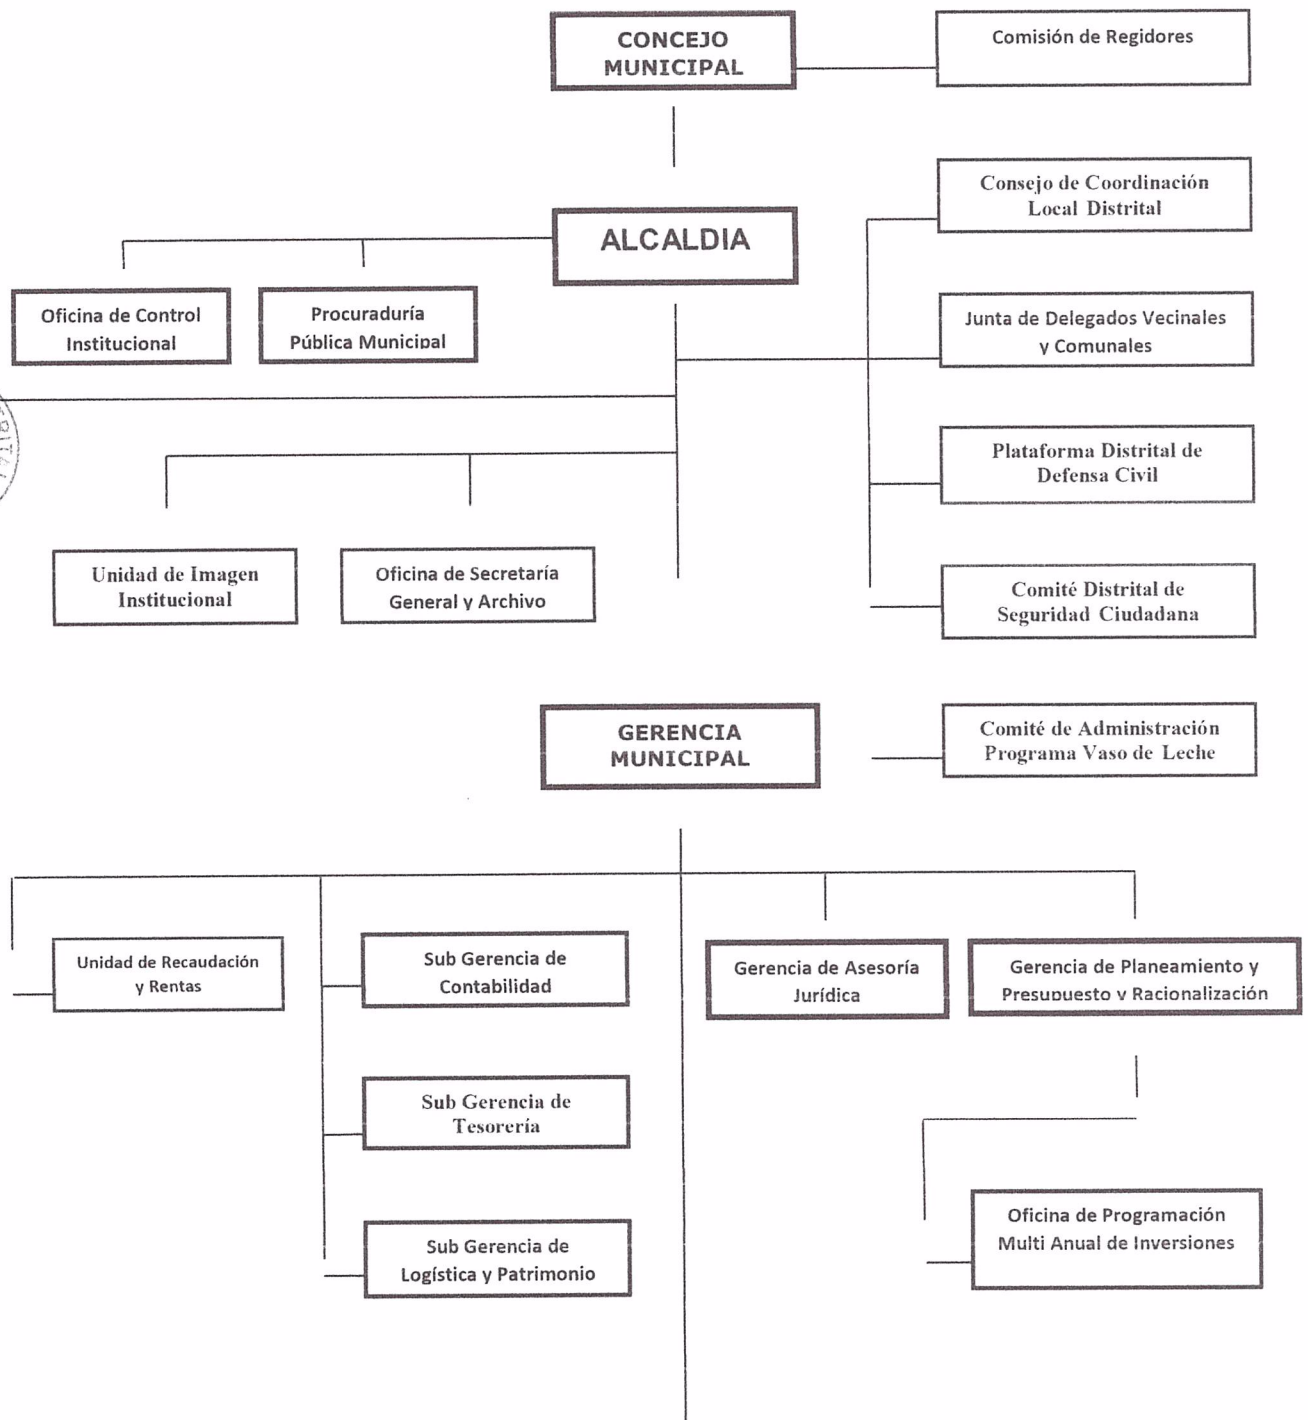 CONCEJO
MUNICIPAL
Comisión de Regidores
Consejo de Coordinación
Local Distrital
ALCALDIA
Oficina de Control
Institucional
Procuraduría
Pública Municipal
Junta de Delegados Vecinales
y Comunales
Plataforma Distrital de
Defensa Civil
Unidad de Imagen
Institucional
Oficina de Secretaría
General y Archivo
Comité Distrital de
Seguridad Ciudadana
GERENCIA
MUNICIPAL
Comité de Administración
Programa Vaso de Leche
Unidad de Recaudación
y Rentas
Sub Gerencia de
Contabilidad
Gerencia de Asesoría
Jurídica
Gerencia de Planeamiento y
Presupuesto y Racionalización
Sub Gerencia de
Tesorería
Sub Gerencia de
Logística y Patrimonio
Oficina de Programación
Multi Anual de Inversiones